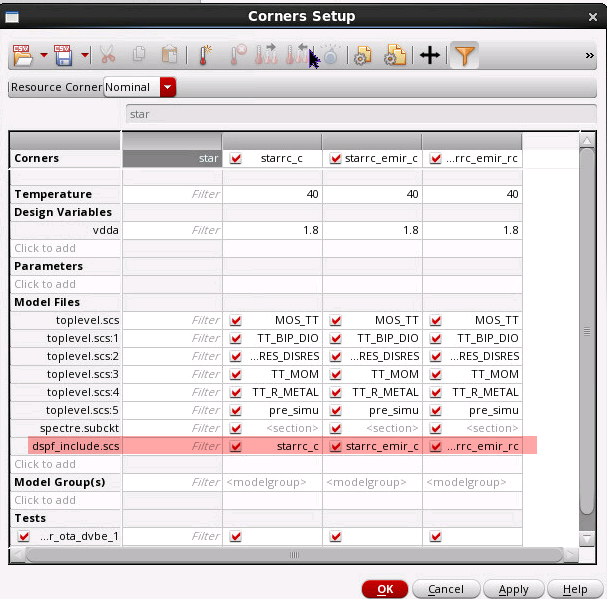 Corners Setup
CSV CSV »
Resource Corner Nominal
star
Corners star starrc_c starrc_emir_c ...rrc_emir_rc
Temperature Filter 40 40 40
Design Variables
vdda Filter 1.8 1.8 1.8
Click to add
Parameters
Click to add
Model Files
toplevel.scs Filter MOS_TT MOS_TT MOS_TT
toplevel.scs:1 Filter TT_BIP_DIO TT_BIP_DIO TT_BIP_DIO
toplevel.scs:2 Filter ...RES_DISRES ...RES_DISRES ...RES_DISRES
toplevel.scs:3 Filter TT_MOM TT_MOM TT_MOM
toplevel.scs:4 Filter TT_R_METAL TT_R_METAL TT_R_METAL
toplevel.scs:5 Filter pre_simu pre_simu pre_simu
spectre.subckt Filter <section> <section> <section>
dspf_include.scs Filter starrc_c starrc_emir_c ...rrc_emir_rc
Click to add
Model Group(s) Filter <modelgroup> <modelgroup> <modelgroup>
Click to add
Tests
...r_ota_dvbe_1 Filter
OK Cancel Apply Help